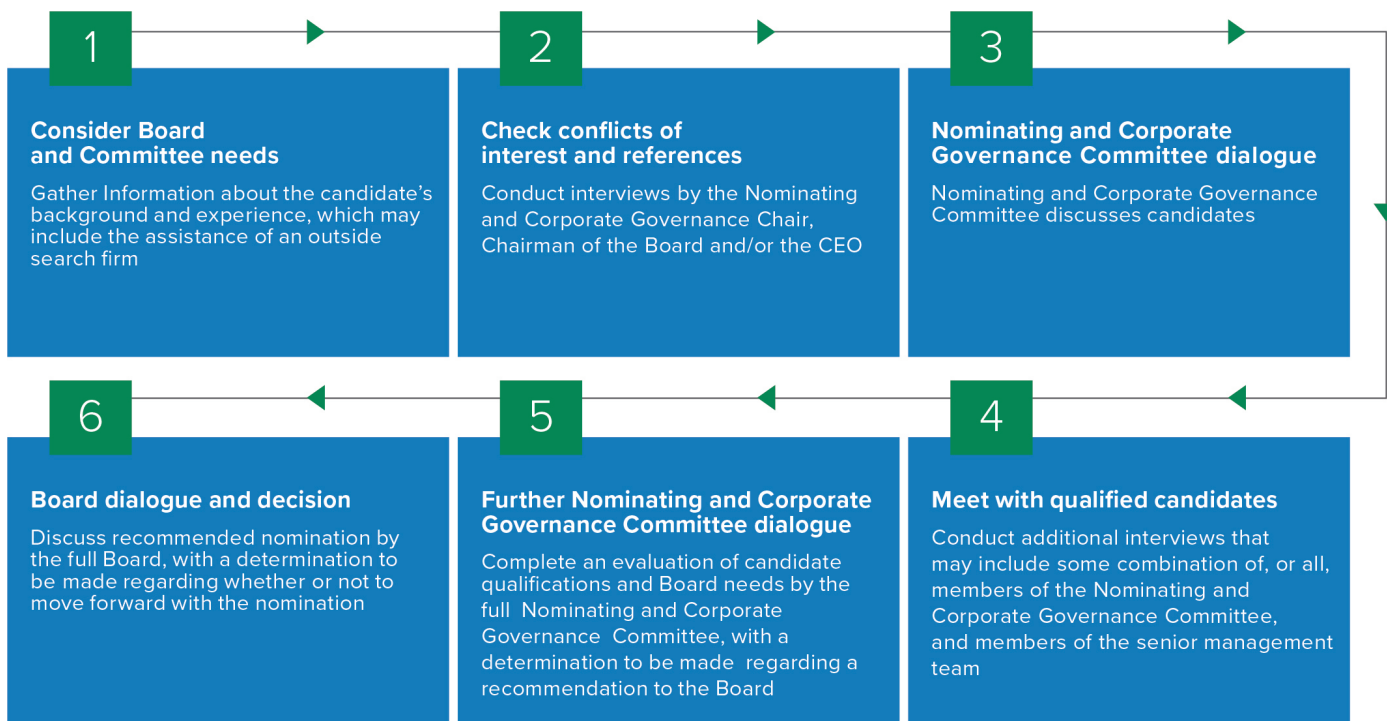 1
Consider Board
and Committee needs
Gather Information about the candidate's
background and experience, which may
include the assistance of an outside
search firm
2
Check conflicts of
interest and references
Conduct interviews by the Nominating
and Corporate Governance Chair,
Chairman of the Board and/or the CEO
3
Nominating and Corporate
Governance Committee dialogue
Nominating and Corporate Governance
Committee discusses candidates
4
Meet with qualified candidates
Conduct additional interviews that
may include some combination of, or all,
members of the Nominating and
Corporate Governance Committee,
and members of the senior management
team
5
Further Nominating and Corporate
Governance Committee dialogue
Complete an evaluation of candidate
qualifications and Board needs by the
full Nominating and Corporate
Governance Committee, with a
determination to be made regarding a
recommendation to the Board
6
Board dialogue and decision
Discuss recommended nomination by
the full Board, with a determination to
be made regarding whether or not to
move forward with the nomination